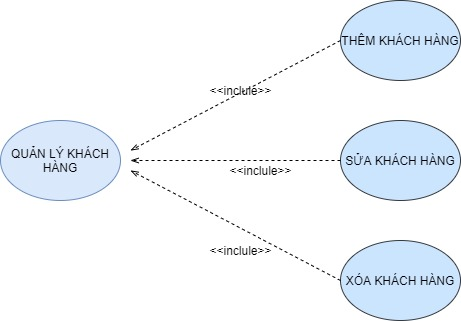 THÊM KHÁCH HÀNG
<<inclule>>
QUẢN LÝ KHÁCH
HÀNG
SỬA KHÁCH HÀNG
<<inclule>>
<<inclule>>
XÓA KHÁCH HÀNG